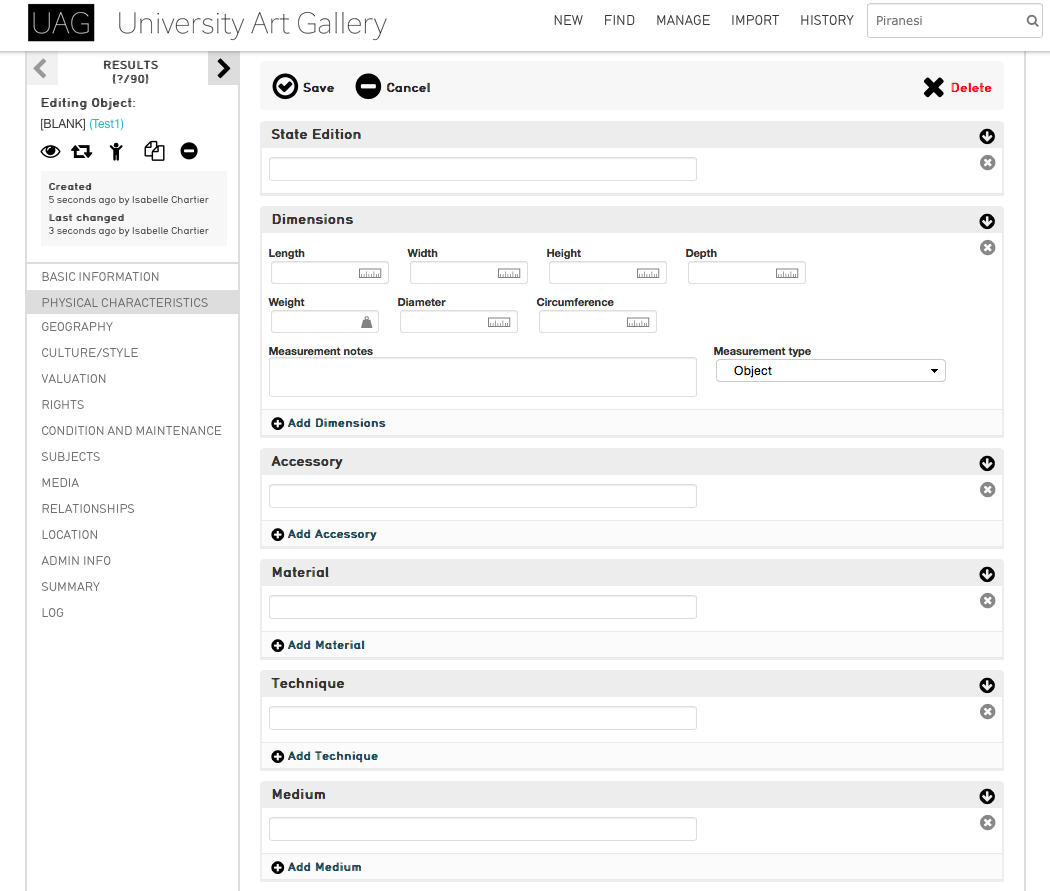 UAG University Art Gallery
NEW FIND MANAGE IMPORT HISTORY Piranesi
RESULTS
(?/90)
Editing Object:
[BLANK] (Test1)
Created
5 seconds ago by Isabelle Chartier
Last changed
3 seconds ago by Isabelle Chartier
BASIC INFORMATION
PHYSICAL CHARACTERISTICS
GEOGRAPHY
CULTURE/STYLE
VALUATION
RIGHTS
CONDITION AND MAINTENANCE
SUBJECTS
MEDIA
RELATIONSHIPS
LOCATION
ADMIN INFO
SUMMARY
LOG
Save Cancel Delete
State Edition
Dimensions
Length Width Height Depth
Weight Diameter Circumference
Measurement notes Measurement type
Object
Add Dimensions
Accessory
Add Accessory
Material
Add Material
Technique
Add Technique
Medium
Add Medium